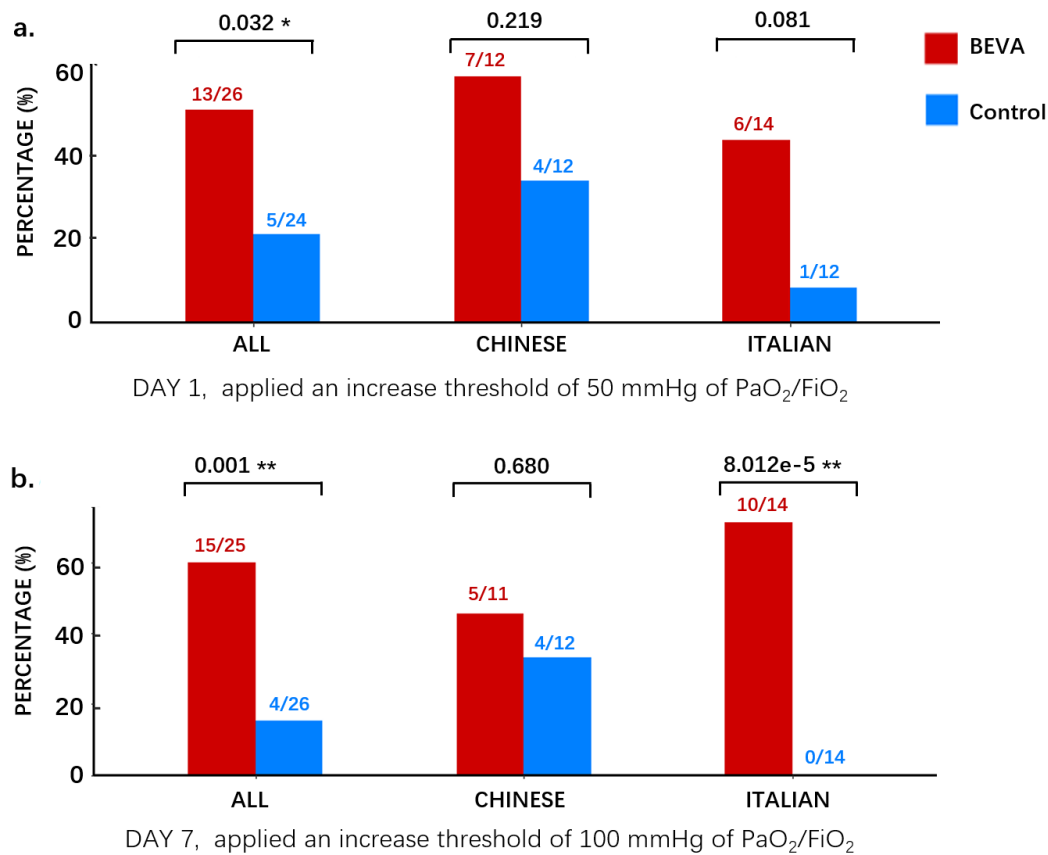 a.
0.032 *
0.219
0.081
BEVA
Control
PERCENTAGE (%)
60
40
20
0
13/26
5/24
7/12
4/12
6/14
1/12
ALL
CHINESE
ITALIAN
DAY 1, applied an increase threshold of 50 mmHg of PaO₂/FiO₂
b.
0.001 **
0.680
8.012e-5 **
PERCENTAGE (%)
60
40
20
0
15/25
4/26
5/11
4/12
10/14
0/14
ALL
CHINESE
ITALIAN
DAY 7, applied an increase threshold of 100 mmHg of PaO₂/FiO₂